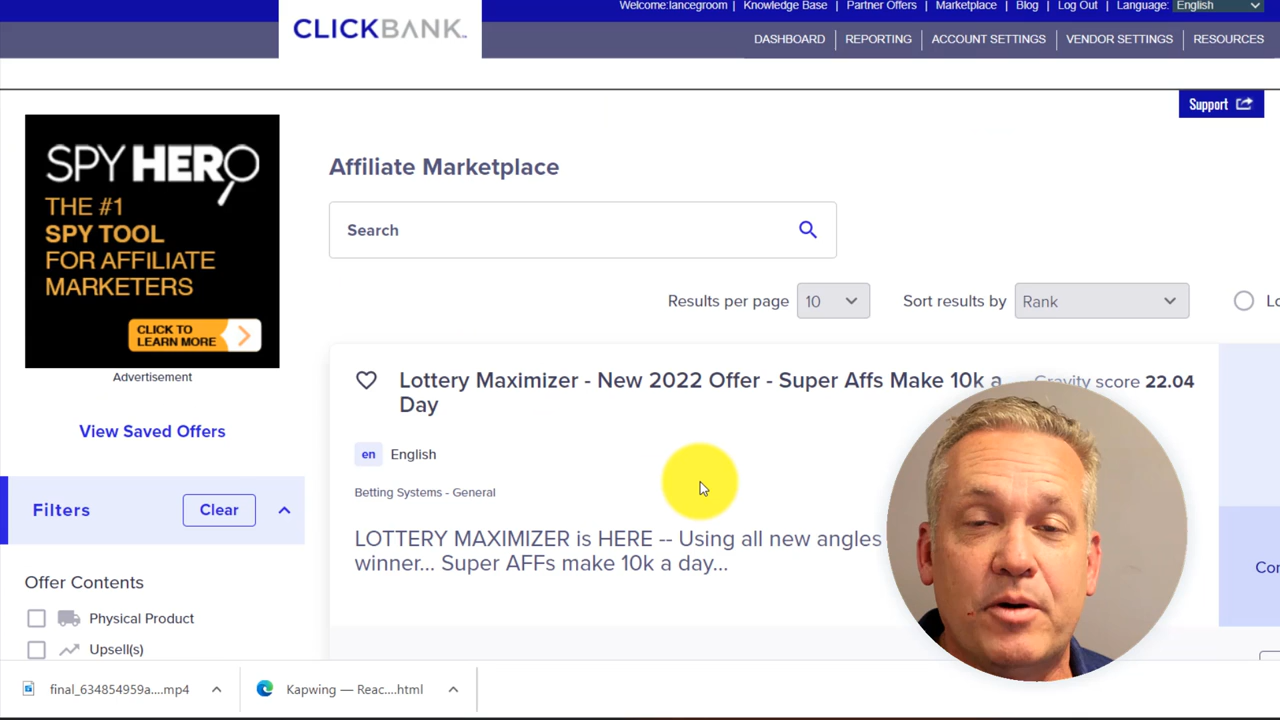 Welcome:lancegroom | Knowledge Base | Partner Offers | Marketplace | Blog | Log Out | Language: English
CLICKBANK
DASHBOARD | REPORTING | ACCOUNT SETTINGS | VENDOR SETTINGS | RESOURCES
Support
SPY HERO
THE #1
SPY TOOL
FOR AFFILIATE
MARKETERS
CLICK TO
LEARN MORE
Advertisement
View Saved Offers
Filters
Clear
Offer Contents
Physical Product
Upsell(s)
Affiliate Marketplace
Search
Results per page 10 Sort results by Rank
Lottery Maximizer - New 2022 Offer - Super Affs Make 10k a
Day
Gravity score 22.04
en English
Betting Systems - General
LOTTERY MAXIMIZER is HERE -- Using all new angles
winner... Super AFFs make 10k a day...
final_634854959a....mp4
Kapwing — Reac....html